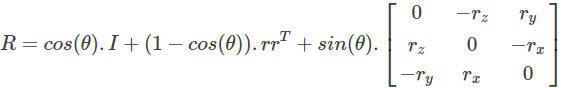 R = cos(θ).I + (1 − cos(θ)).rr^T + sin(θ). [ 0 −r_z r_y
r_z 0 −r_x
−r_y r_x 0 ]